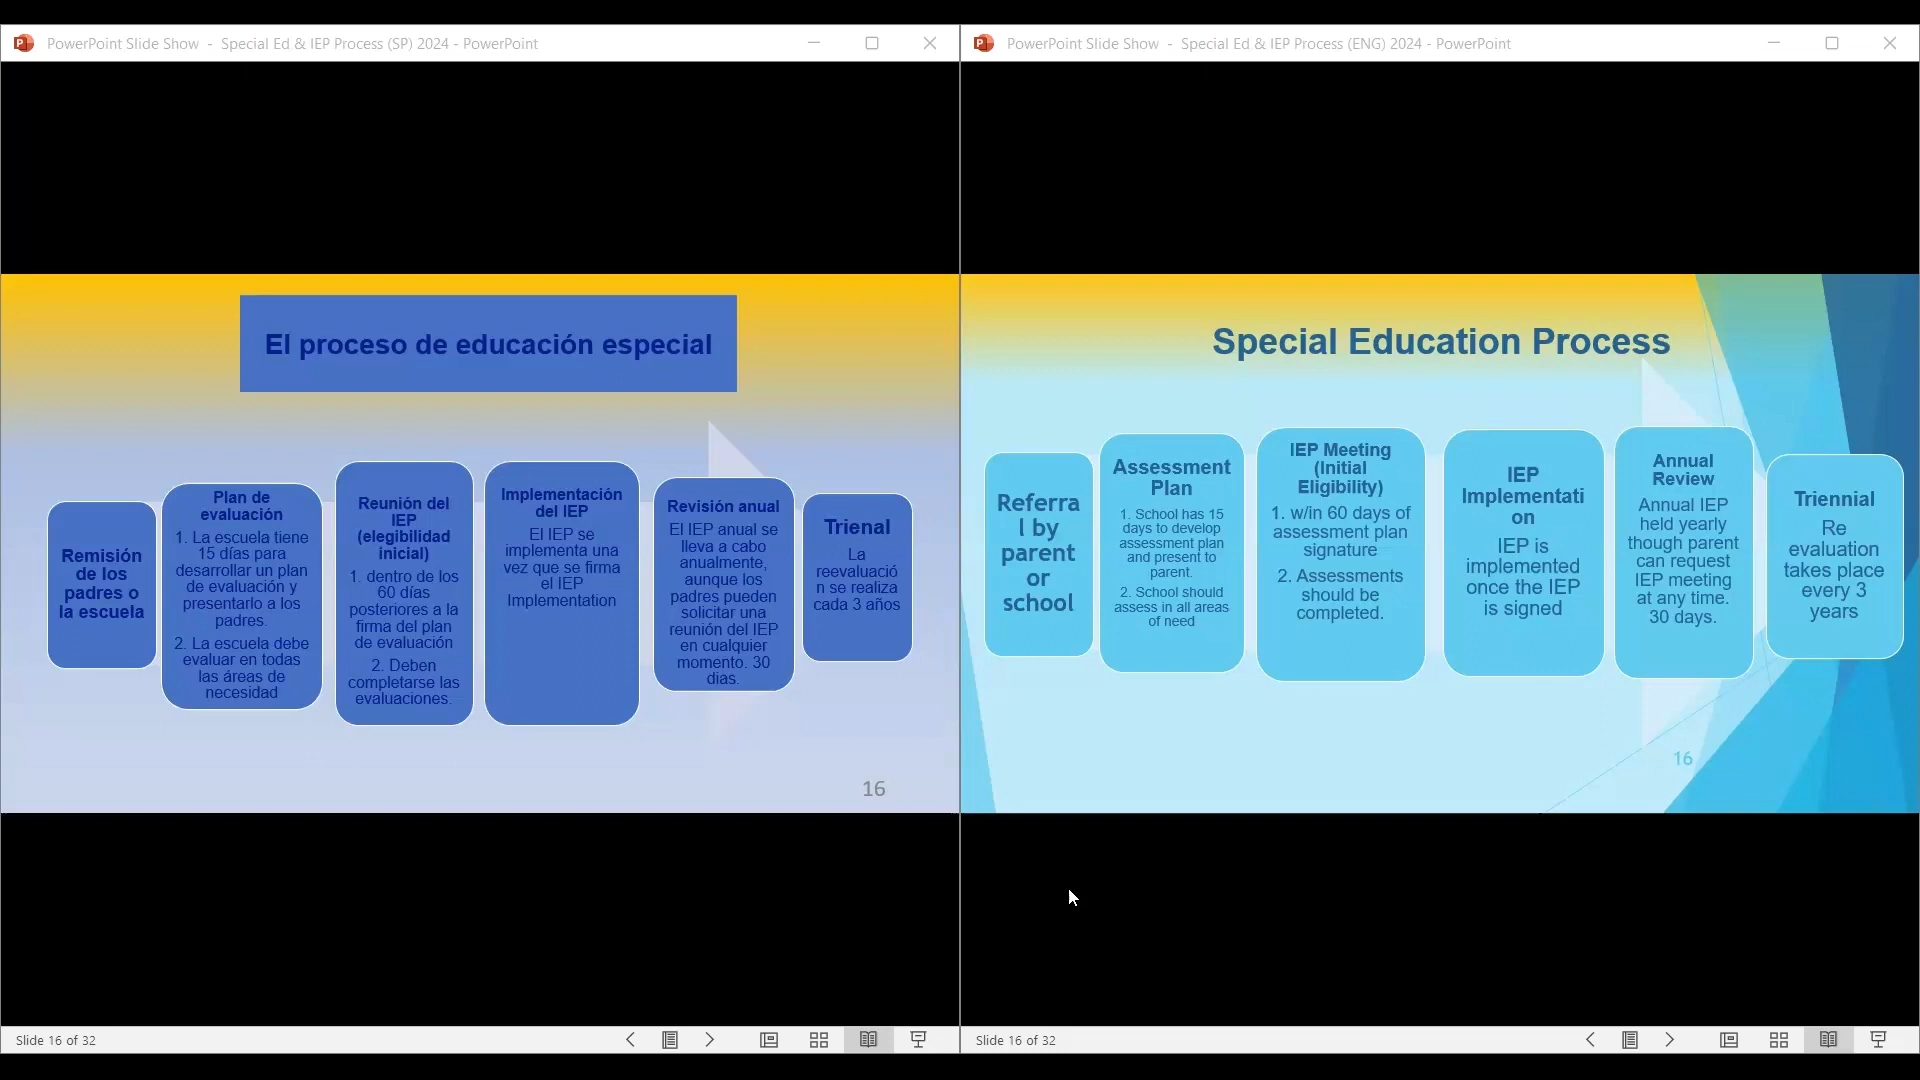 PowerPoint Slide Show - Special Ed & IEP Process (SP) 2024 - PowerPoint
El proceso de educación especial
Remisión
de los
padres o
la escuela
Plan de
evaluación
1. La escuela tiene
15 días para
desarrollar un plan
de evaluación y
presentarlo a los
padres.
2. La escuela debe
evaluar en todas
las áreas de
necesidad
Reunión del
IEP
(elegibilidad
inicial)
1. dentro de los
60 días
posteriores a la
firma del plan
de evaluación
2. Deben
completarse las
evaluaciones.
Implementación
del IEP
El IEP se
implementa una
vez que se firma
el IEP
Implementation
Revisión anual
El IEP anual se
lleva a cabo
anualmente,
aunque los
padres pueden
solicitar una
reunión del IEP
en cualquier
momento. 30
dias.
Trienal
La
reevaluació
n se realiza
cada 3 años
16
Slide 16 of 32
PowerPoint Slide Show - Special Ed & IEP Process (ENG) 2024 - PowerPoint
Special Education Process
Referra
l by
parent
or
school
Assessment
Plan
1. School has 15
days to develop
assessment plan
and present to
parent.
2. School should
assess in all areas
of need
IEP Meeting
(Initial
Eligibility)
1. w/in 60 days of
assessment plan
signature
2. Assessments
should be
completed.
IEP
Implementati
on
IEP is
implemented
once the IEP
is signed
Annual
Review
Annual IEP
held yearly
though parent
can request
IEP meeting
at any time.
30 days.
Triennial
Re
evaluation
takes place
every 3
years
16
Slide 16 of 32